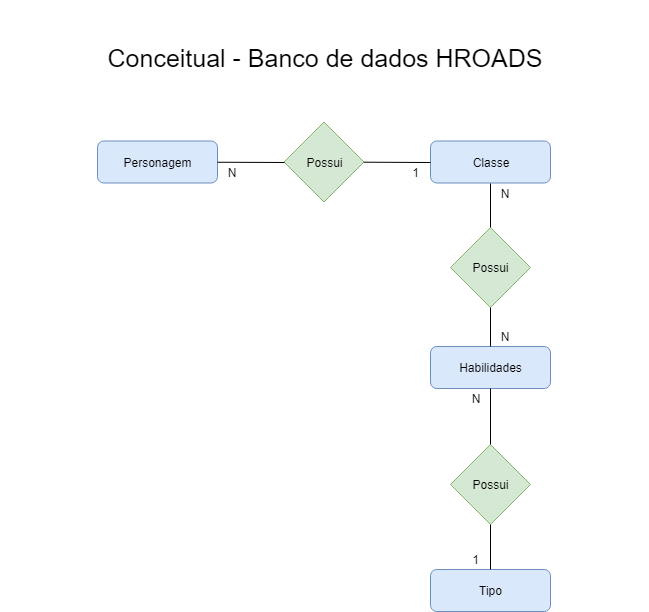 Conceitual - Banco de dados HROADS
Personagem
N
Possui
1
Classe
N
Possui
N
Habilidades
N
Possui
1
Tipo